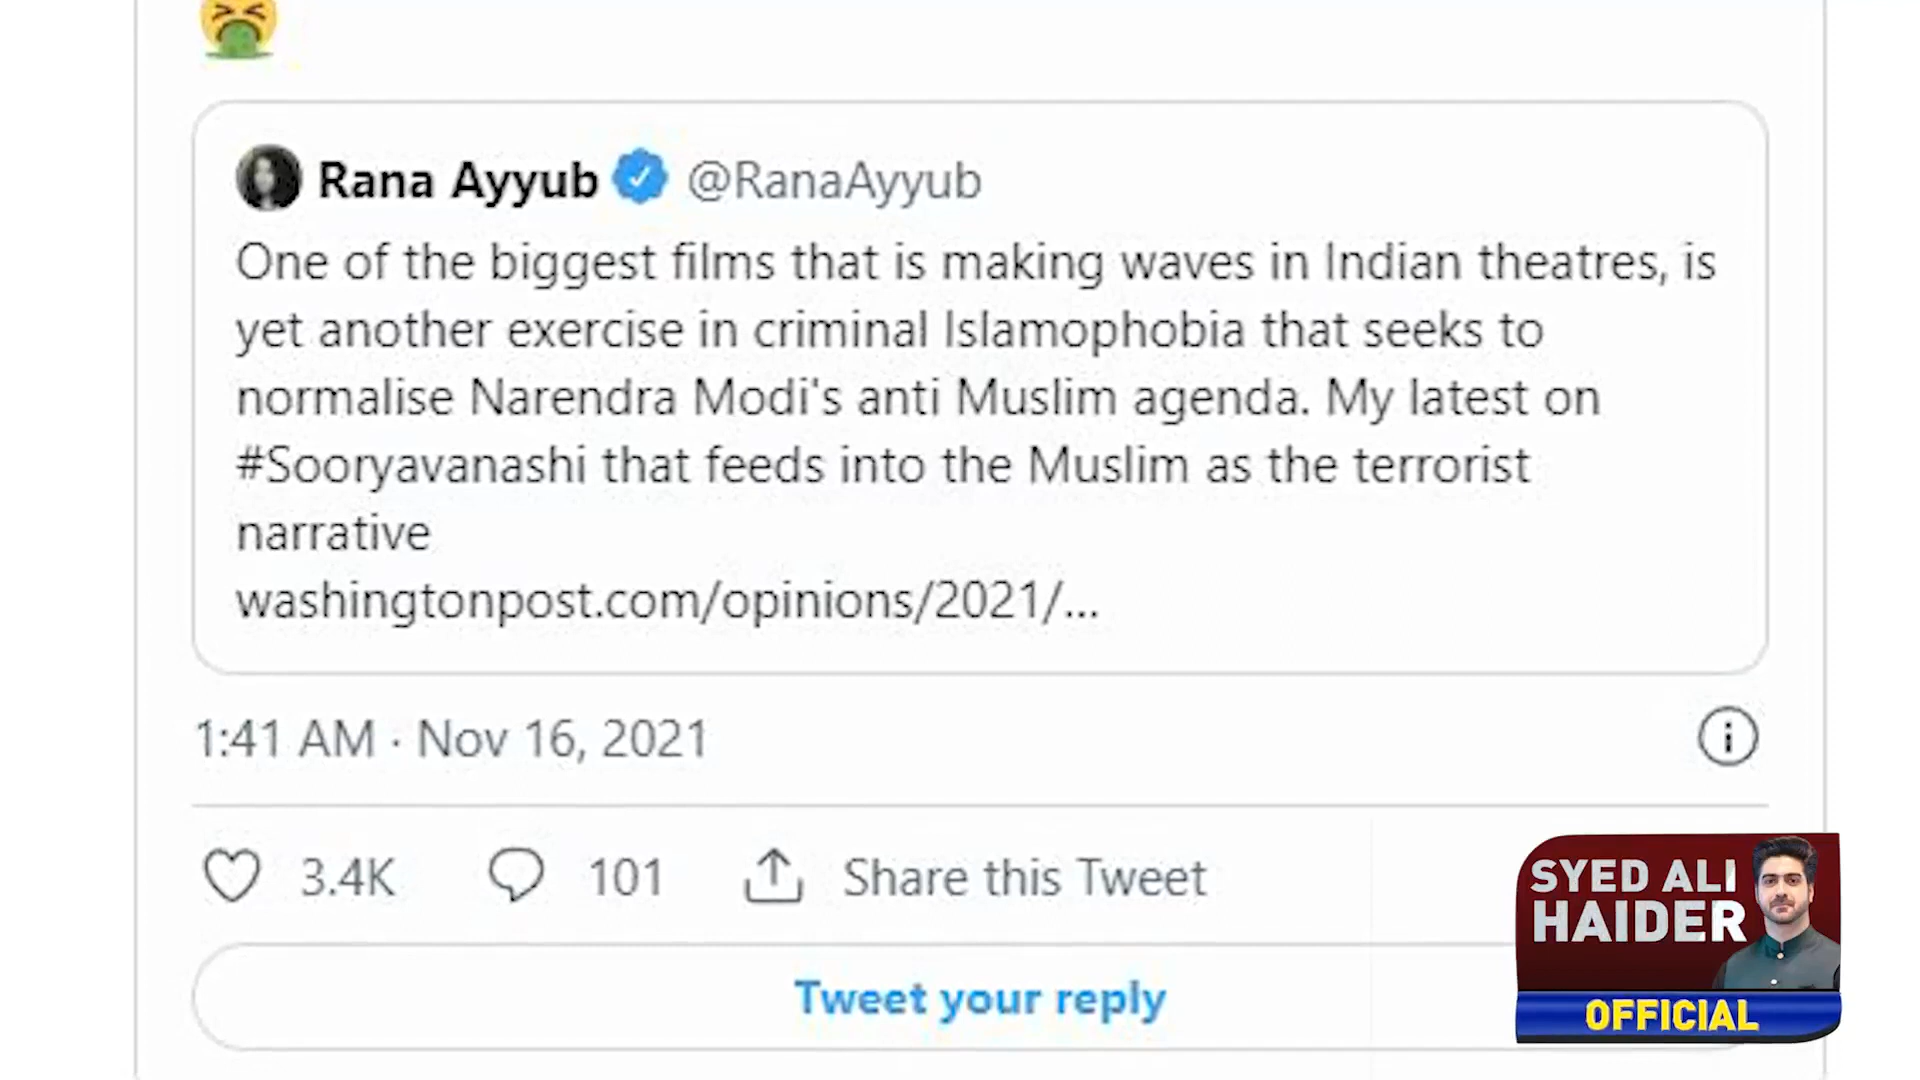 Rana Ayyub @RanaAyyub
One of the biggest films that is making waves in Indian theatres, is
yet another exercise in criminal Islamophobia that seeks to
normalise Narendra Modi's anti Muslim agenda. My latest on
#Sooryavanashi that feeds into the Muslim as the terrorist
narrative
washingtonpost.com/opinions/2021/...
1:41 AM · Nov 16, 2021
3.4K 101 Share this Tweet
Tweet your reply
SYED ALI
HAIDER
OFFICIAL